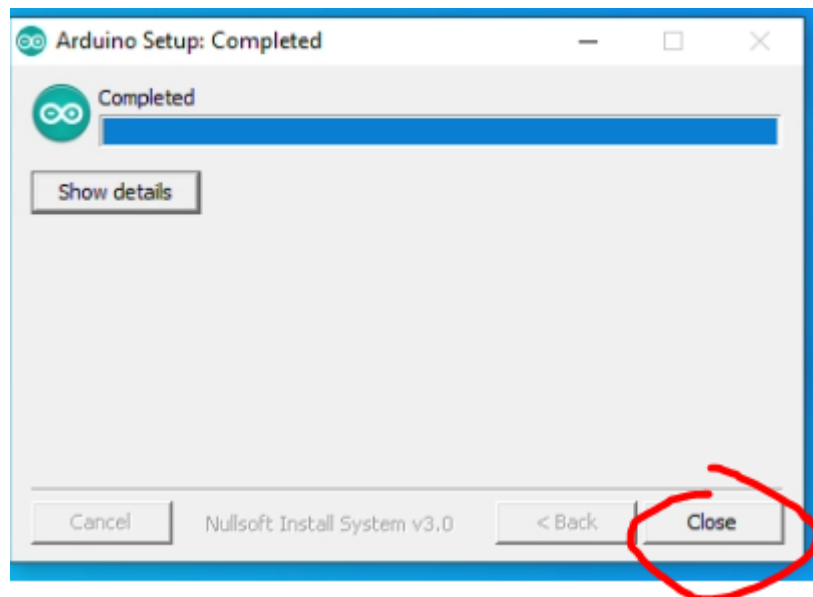 Arduino Setup: Completed
Completed
Show details
Cancel
Nullsoft Install System v3.0
< Back
Close